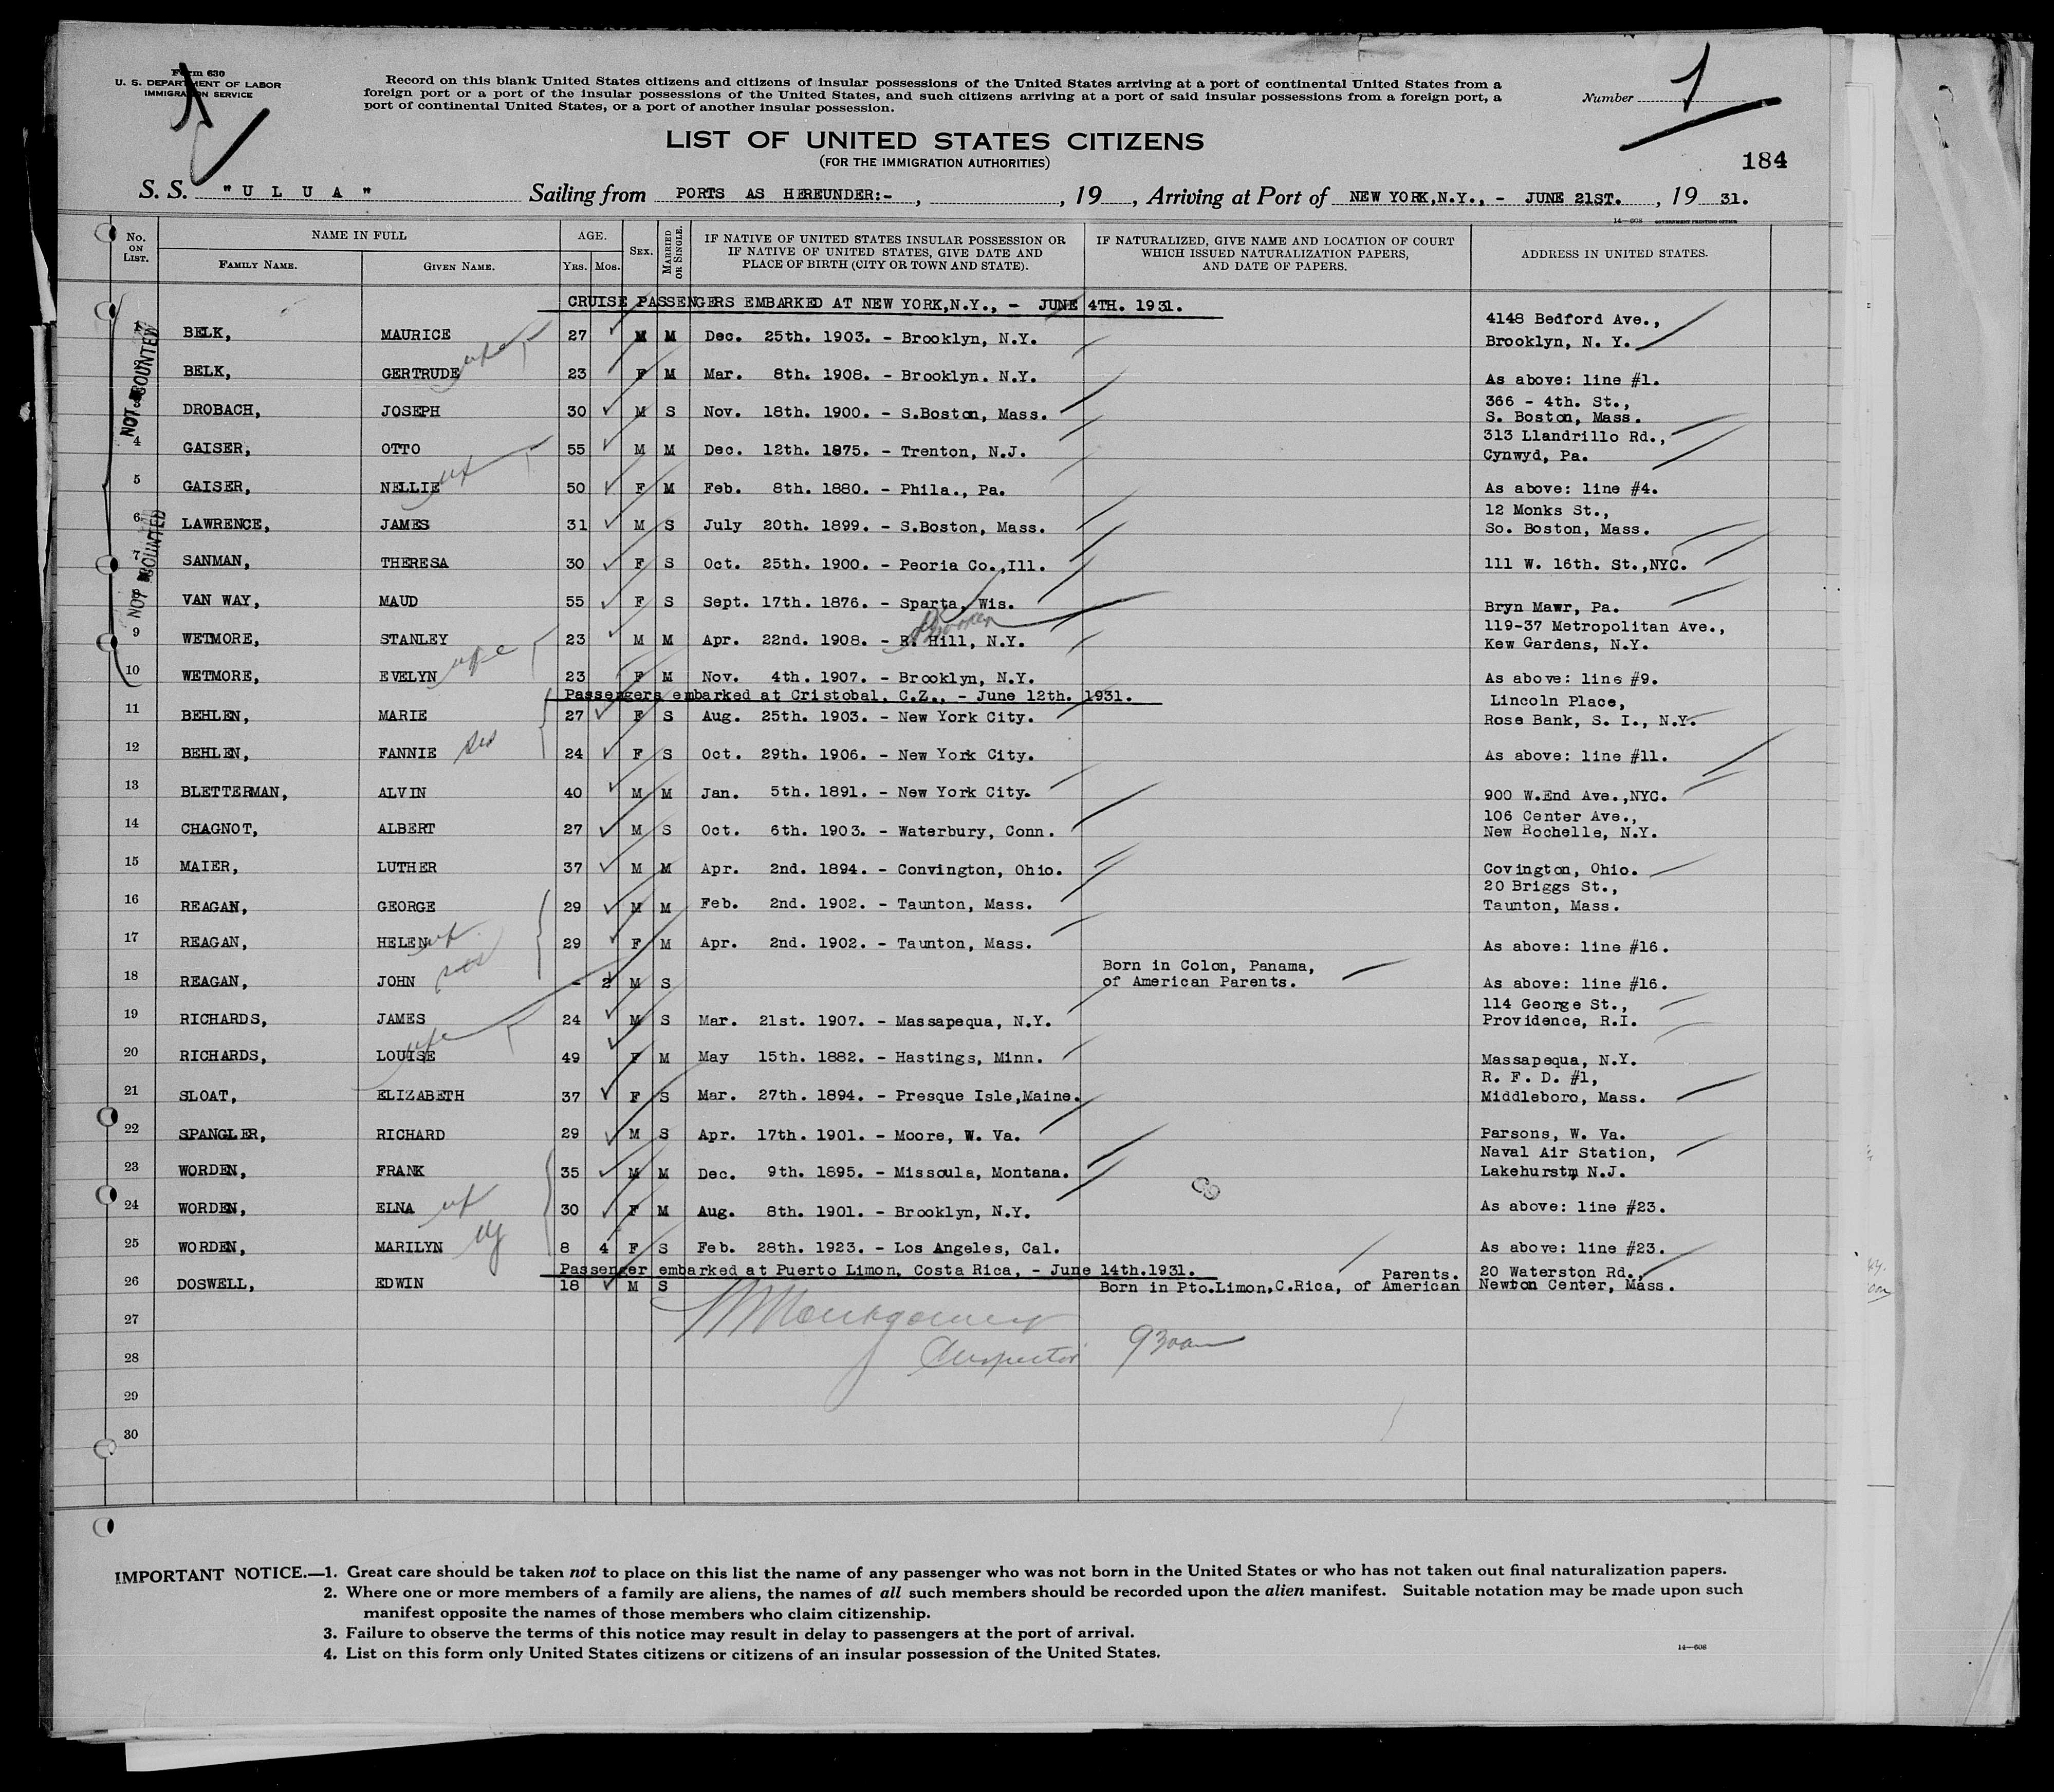 Form 630
U. S. DEPARTMENT OF LABOR
IMMIGRATION SERVICE
Record on this blank United States citizens and citizens of insular possessions of the United States arriving at a port of continental United States from a
foreign port or a port of the insular possessions of the United States, and such citizens arriving at a port of said insular possessions from a foreign port, a
port of continental United States, or a port of another insular possession.
Number 1
LIST OF UNITED STATES CITIZENS
(FOR THE IMMIGRATION AUTHORITIES)
184
S. S. "U L U A" Sailing from PORTS AS HEREUNDER:- , , 19 , Arriving at Port of NEW YORK,N.Y., - JUNE 21ST. , 19 31.
14-608 GOVERNMENT PRINTING OFFICE
No. ON LIST. NAME IN FULL AGE. SEX. MARRIED OR SINGLE. IF NATIVE OF UNITED STATES INSULAR POSSESSION OR IF NATIVE OF UNITED STATES, GIVE DATE AND PLACE OF BIRTH (CITY OR TOWN AND STATE). IF NATURALIZED, GIVE NAME AND LOCATION OF COURT WHICH ISSUED NATURALIZATION PAPERS, AND DATE OF PAPERS. ADDRESS IN UNITED STATES.
FAMILY NAME. GIVEN NAME. YRS. MOS.
CRUISE PASSENGERS EMBARKED AT NEW YORK,N.Y., - JUNE 4TH. 1931.
NOT COUNTED
1 BELK, MAURICE 27 M M Dec. 25th. 1903. - Brooklyn, N.Y. 4148 Bedford Ave., Brooklyn, N. Y.
BELK, GERTRUDE 23 F M Mar. 8th. 1908. - Brooklyn. N.Y. As above: line #1.
DROBACH, JOSEPH 30 M S Nov. 18th. 1900. - S.Boston, Mass. 366 - 4th. St., S. Boston, Mass.
4 GAISER, OTTO 55 M M Dec. 12th. 1875. - Trenton, N.J. 313 Llandrillo Rd., Cynwyd, Pa.
5 GAISER, NELLIE 50 F M Feb. 8th. 1880. - Phila., Pa. As above: line #4.
NOT COUNTED
6 LAWRENCE, JAMES 31 M S July 20th. 1899. - S.Boston, Mass. 12 Monks St., So. Boston, Mass.
7 SANMAN, THERESA 30 F S Oct. 25th. 1900. - Peoria Co.,Ill. 111 W. 16th. St.,NYC.
8 VAN WAY, MAUD 55 F S Sept. 17th. 1876. - Sparta, Wis. Bryn Mawr, Pa.
9 WETMORE, STANLEY 23 M M Apr. 22nd. 1908. - R. Hill, N.Y. 119-37 Metropolitan Ave., Kew Gardens, N.Y.
10 WETMORE, EVELYN 23 F M Nov. 4th. 1907. - Brooklyn, N.Y. As above: line #9.
Passengers embarked at Cristobal, C.Z., - June 12th. 1931.
11 BEHLEN, MARIE 27 F S Aug. 25th. 1903. - New York City. Lincoln Place, Rose Bank, S. I., N.Y.
12 BEHLEN, FANNIE 24 F S Oct. 29th. 1906. - New York City. As above: line #11.
13 BLETTERMAN, ALVIN 40 M M Jan. 5th. 1891. - New York City. 900 W.End Ave.,NYC.
14 CHAGNOT, ALBERT 27 M S Oct. 6th. 1903. - Waterbury, Conn. 106 Center Ave., New Rochelle, N.Y.
15 MAIER, LUTHER 37 M M Apr. 2nd. 1894. - Convington, Ohio. Covington, Ohio.
16 REAGAN, GEORGE 29 M M Feb. 2nd. 1902. - Taunton, Mass. 20 Briggs St., Taunton, Mass.
17 REAGAN, HELEN 29 F M Apr. 2nd. 1902. - Taunton, Mass. As above: line #16.
18 REAGAN, JOHN - 2 M S Born in Colon, Panama, of American Parents. As above: line #16.
19 RICHARDS, JAMES 24 M S Mar. 21st. 1907. - Massapequa, N.Y. 114 George St., Providence, R.I.
20 RICHARDS, LOUISE 49 F M May 15th. 1882. - Hastings, Minn. Massapequa, N.Y.
21 SLOAT, ELIZABETH 37 F S Mar. 27th. 1894. - Presque Isle,Maine. R. F. D. #1, Middleboro, Mass.
22 SPANGLER, RICHARD 29 M S Apr. 17th. 1901. - Moore, W. Va. Parsons, W. Va.
23 WORDEN, FRANK 35 M M Dec. 9th. 1895. - Missoula, Montana. Naval Air Station, Lakehurst, N.J.
24 WORDEN, ELNA 30 F M Aug. 8th. 1901. - Brooklyn, N.Y. As above: line #23.
25 WORDEN, MARILYN 8 4 F S Feb. 28th. 1923. - Los Angeles, Cal. As above: line #23.
Passenger embarked at Puerto Limon, Costa Rica, - June 14th.1931.
26 DOSWELL, EDWIN 18 M S Born in Pto.Limon,C.Rica, of American Parents. 20 Waterston Rd., Newton Center, Mass.
27 Montgomery
28 Inspector 930am
29
30
IMPORTANT NOTICE.—1. Great care should be taken not to place on this list the name of any passenger who was not born in the United States or who has not taken out final naturalization papers.
2. Where one or more members of a family are aliens, the names of all such members should be recorded upon the alien manifest. Suitable notation may be made upon such
manifest opposite the names of those members who claim citizenship.
3. Failure to observe the terms of this notice may result in delay to passengers at the port of arrival.
4. List on this form only United States citizens or citizens of an insular possession of the United States.
14-608